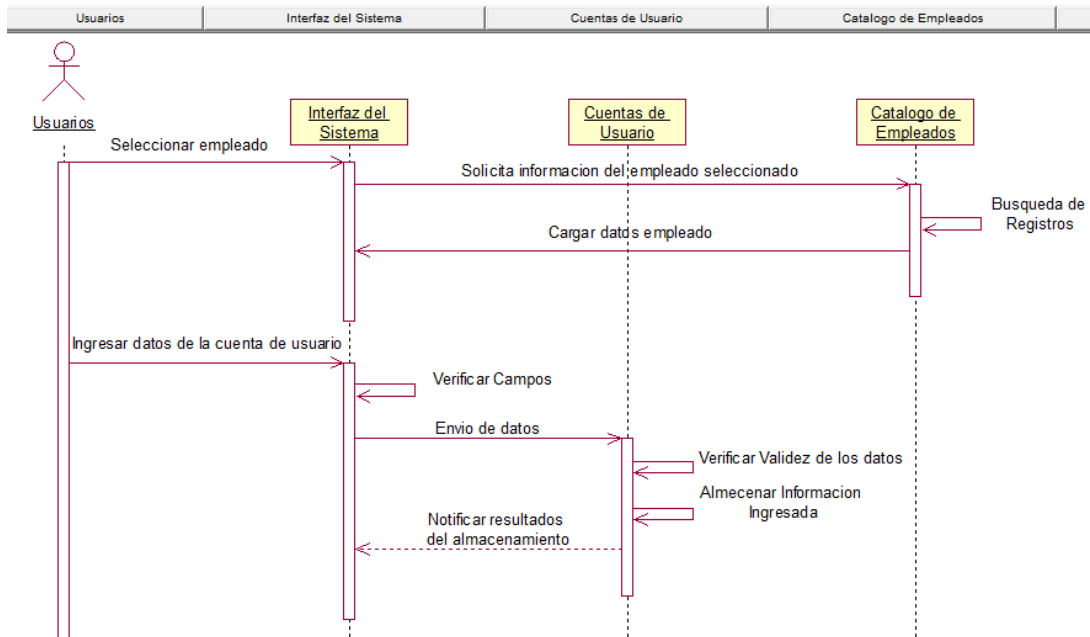 Usuarios
Interfaz del Sistema
Cuentas de Usuario
Catalogo de Empleados
Usuarios
Interfaz del
Sistema
Cuentas de
Usuario
Catalogo de
Empleados
Seleccionar empleado
Solicita informacion del empleado seleccionado
Busqueda de
Registros
Cargar datos empleado
Ingresar datos de la cuenta de usuario
Verificar Campos
Envio de datos
Verificar Validez de los datos
Almecenar Informacion
Ingresada
Notificar resultados
del almacenamiento